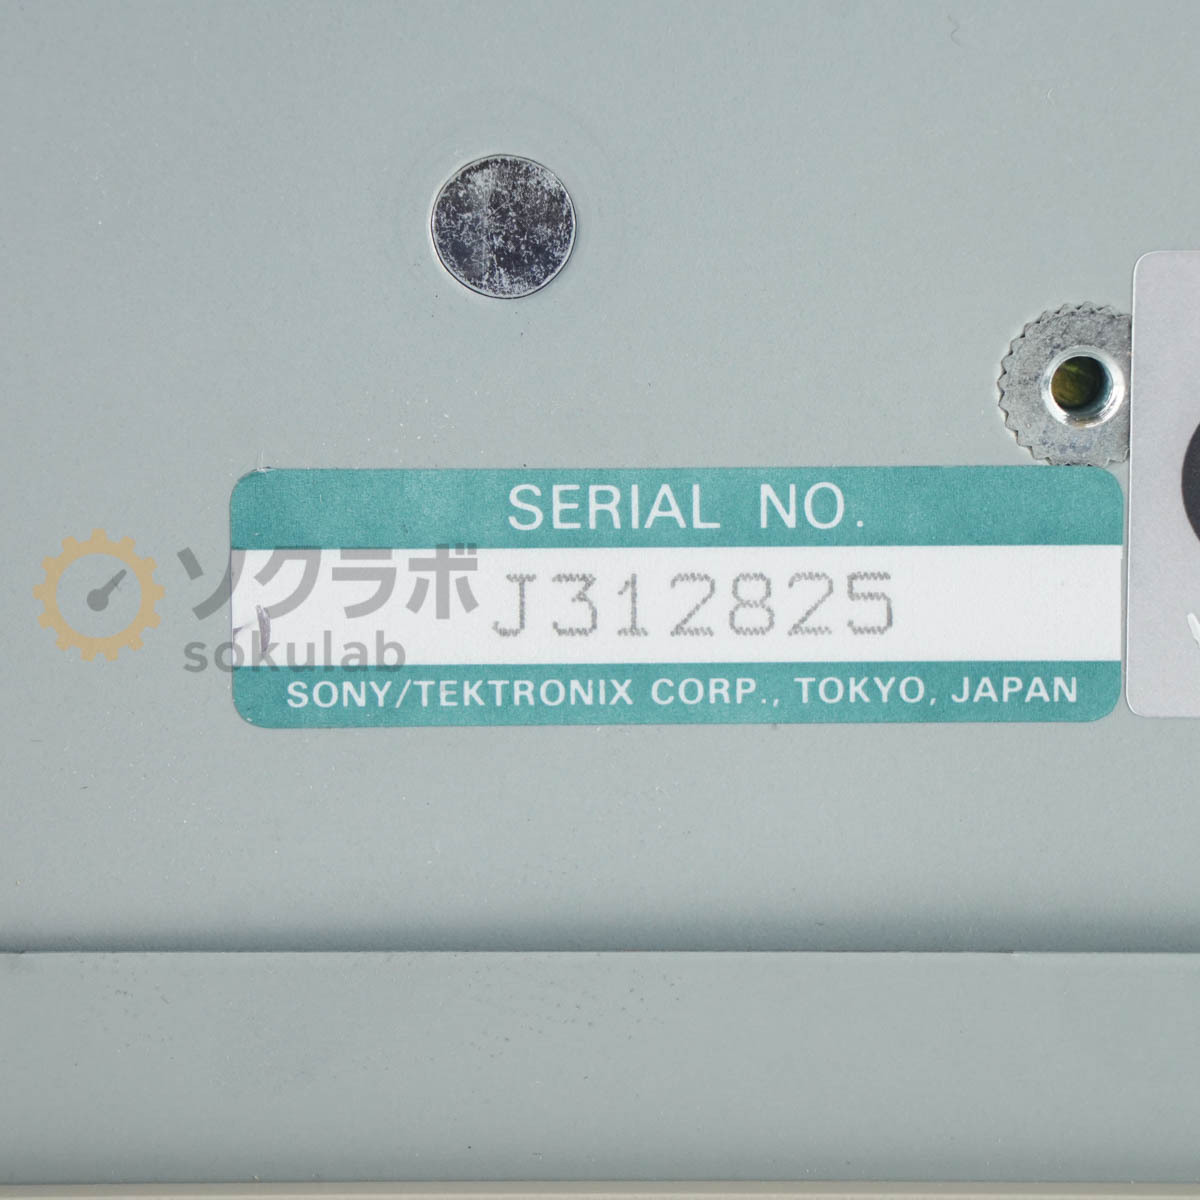 SERIAL NO.
ソクラボ
J312825
sokulab
SONY/TEKTRONIX CORP., TOKYO, JAPAN